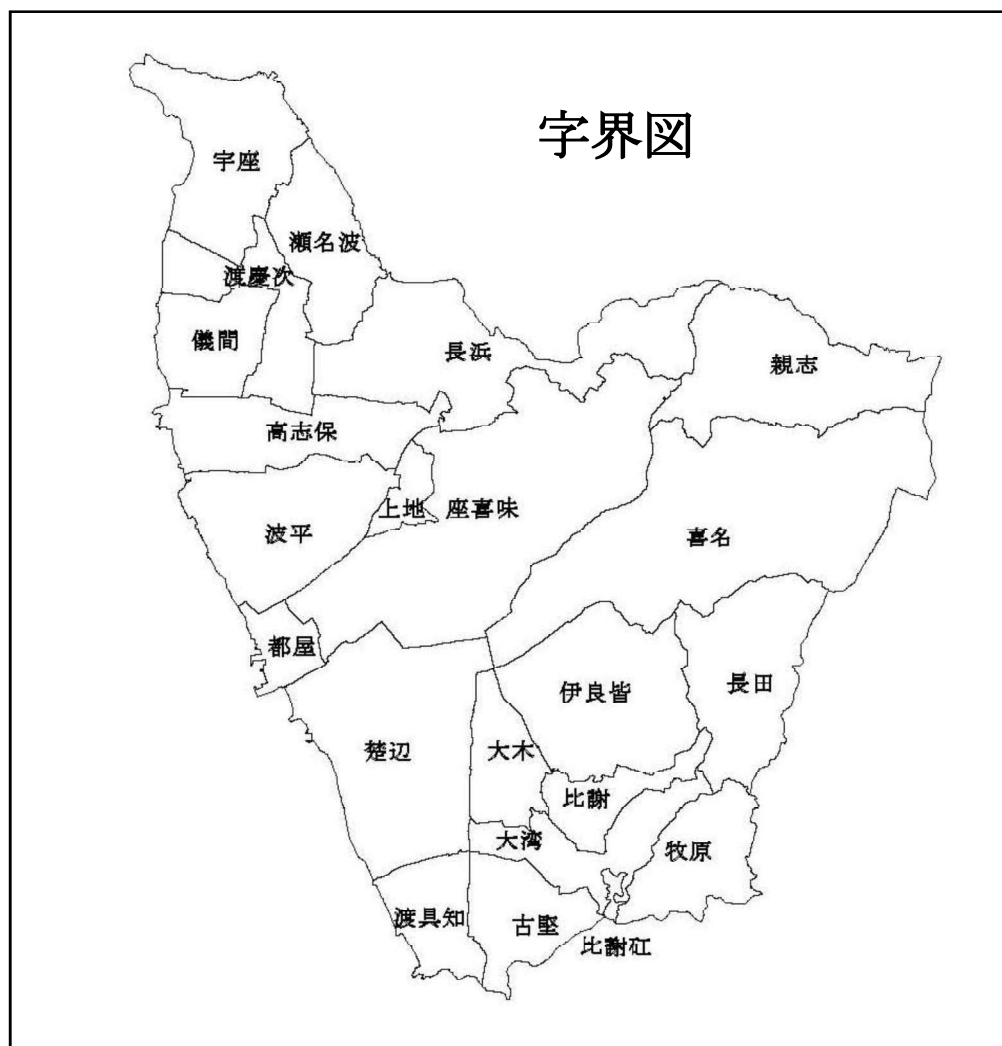 字界図
宇座
瀬名波
渡慶次
儀間
長浜
親志
高志保
上地
座喜味
波平
喜名
都屋
長田
伊良皆
楚辺
大木
比謝
大湾
牧原
渡具知
古堅
比謝矼